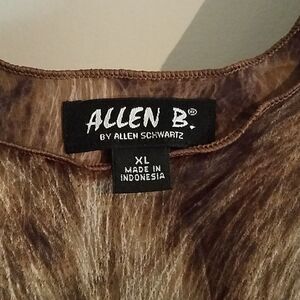 ALLEN B.®
BY ALLEN SCHWARTZ
XL
MADE IN
INDONESIA